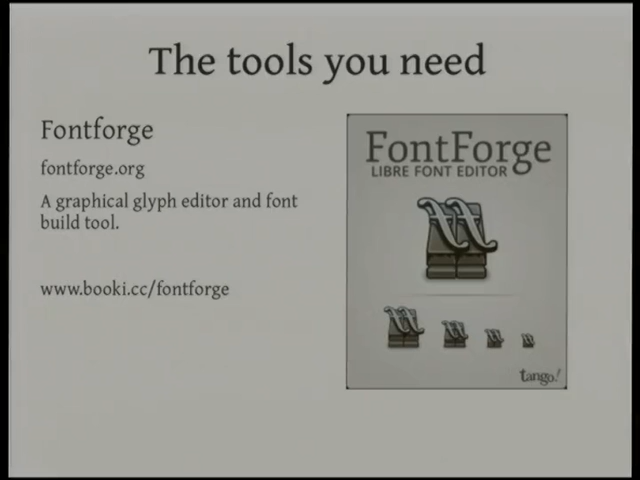 The tools you need
Fontforge
fontforge.org
A graphical glyph editor and font
build tool.
www.booki.cc/fontforge
FontForge
LIBRE FONT EDITOR
tango!